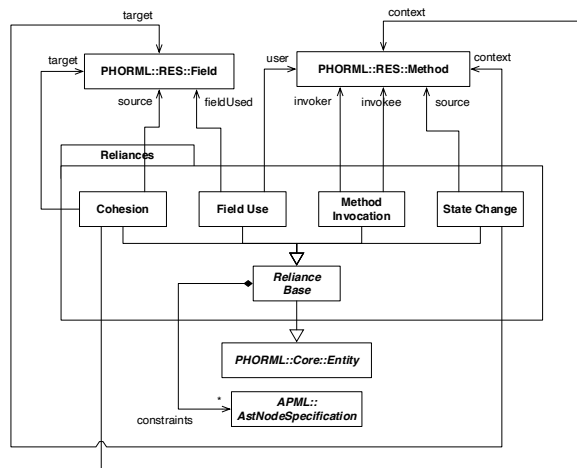 target
context
target
PHORML::RES::Field
user
PHORML::RES::Method
context
source
fieldUsed
invoker
invokee
source
Reliances
Cohesion
Field Use
Method
Invocation
State Change
Reliance
Base
PHORML::Core::Entity
*
APML::
AstNodeSpecification
constraints